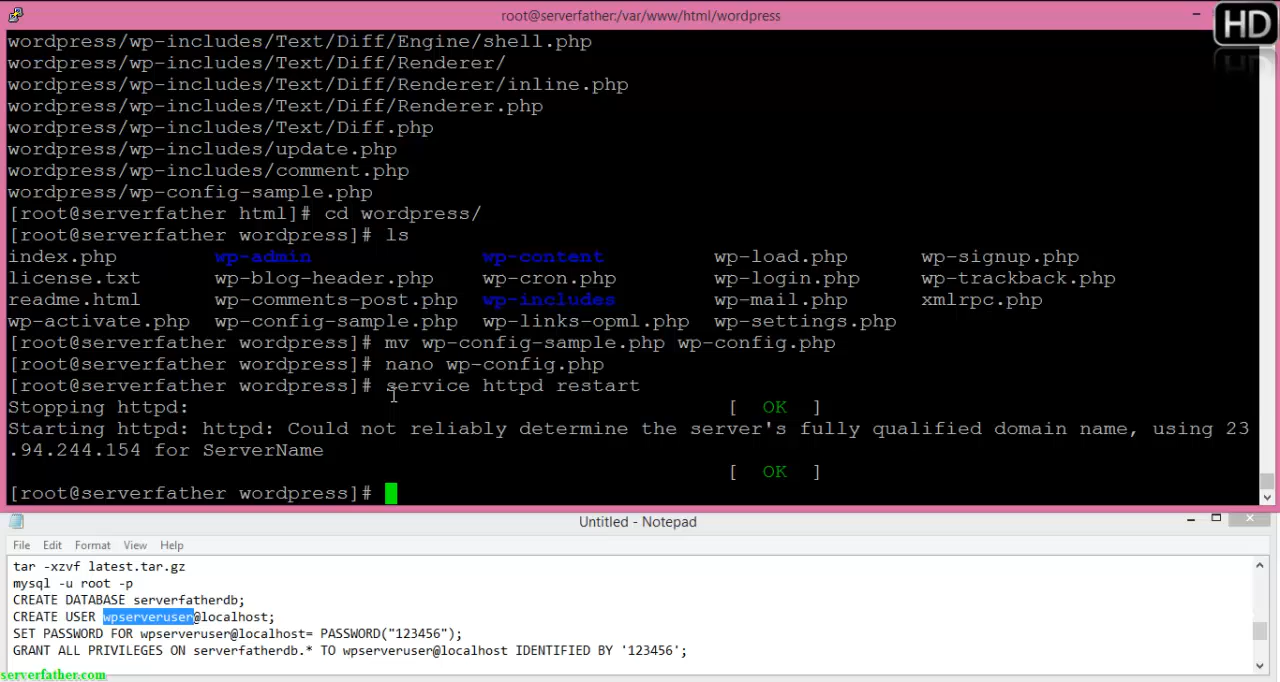 root@serverfather:/var/www/html/wordpress
HD
wordpress/wp-includes/Text/Diff/Engine/shell.php
wordpress/wp-includes/Text/Diff/Renderer/
wordpress/wp-includes/Text/Diff/Renderer/inline.php
wordpress/wp-includes/Text/Diff/Renderer.php
wordpress/wp-includes/Text/Diff.php
wordpress/wp-includes/update.php
wordpress/wp-includes/comment.php
wordpress/wp-config-sample.php
[root@serverfather html]# cd wordpress/
[root@serverfather wordpress]# ls
index.php wp-admin wp-content wp-load.php wp-signup.php
license.txt wp-blog-header.php wp-cron.php wp-login.php wp-trackback.php
readme.html wp-comments-post.php wp-includes wp-mail.php xmlrpc.php
wp-activate.php wp-config-sample.php wp-links-opml.php wp-settings.php
[root@serverfather wordpress]# mv wp-config-sample.php wp-config.php
[root@serverfather wordpress]# nano wp-config.php
[root@serverfather wordpress]# service httpd restart
Stopping httpd: [ OK ]
Starting httpd: httpd: Could not reliably determine the server's fully qualified domain name, using 23
.94.244.154 for ServerName
[ OK ]
[root@serverfather wordpress]#
Untitled - Notepad
File Edit Format View Help
tar -xzvf latest.tar.gz
mysql -u root -p
CREATE DATABASE serverfatherdb;
CREATE USER wpserveruser@localhost;
SET PASSWORD FOR wpserveruser@localhost= PASSWORD("123456");
GRANT ALL PRIVILEGES ON serverfatherdb.* TO wpserveruser@localhost IDENTIFIED BY '123456';
serverfather.com